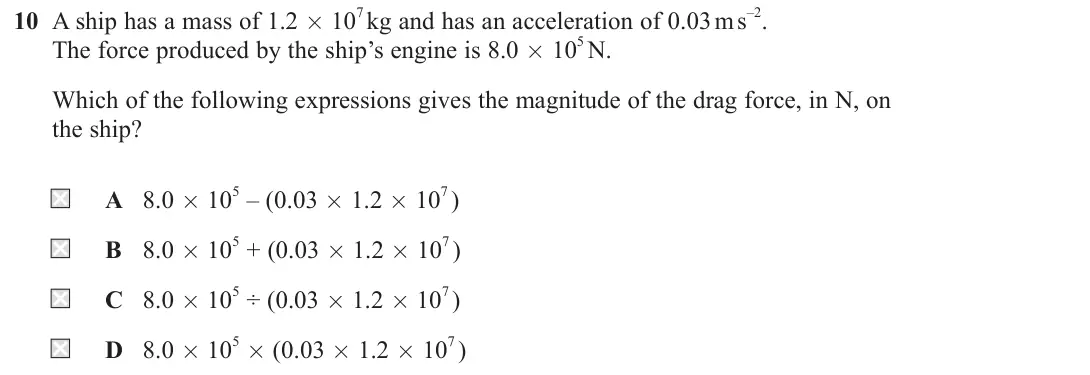 10 A ship has a mass of 1.2 × 10⁷ kg and has an acceleration of 0.03 m s⁻².
The force produced by the ship’s engine is 8.0 × 10⁵ N.
Which of the following expressions gives the magnitude of the drag force, in N, on
the ship?
A 8.0 × 10⁵ – (0.03 × 1.2 × 10⁷)
B 8.0 × 10⁵ + (0.03 × 1.2 × 10⁷)
C 8.0 × 10⁵ ÷ (0.03 × 1.2 × 10⁷)
D 8.0 × 10⁵ × (0.03 × 1.2 × 10⁷)